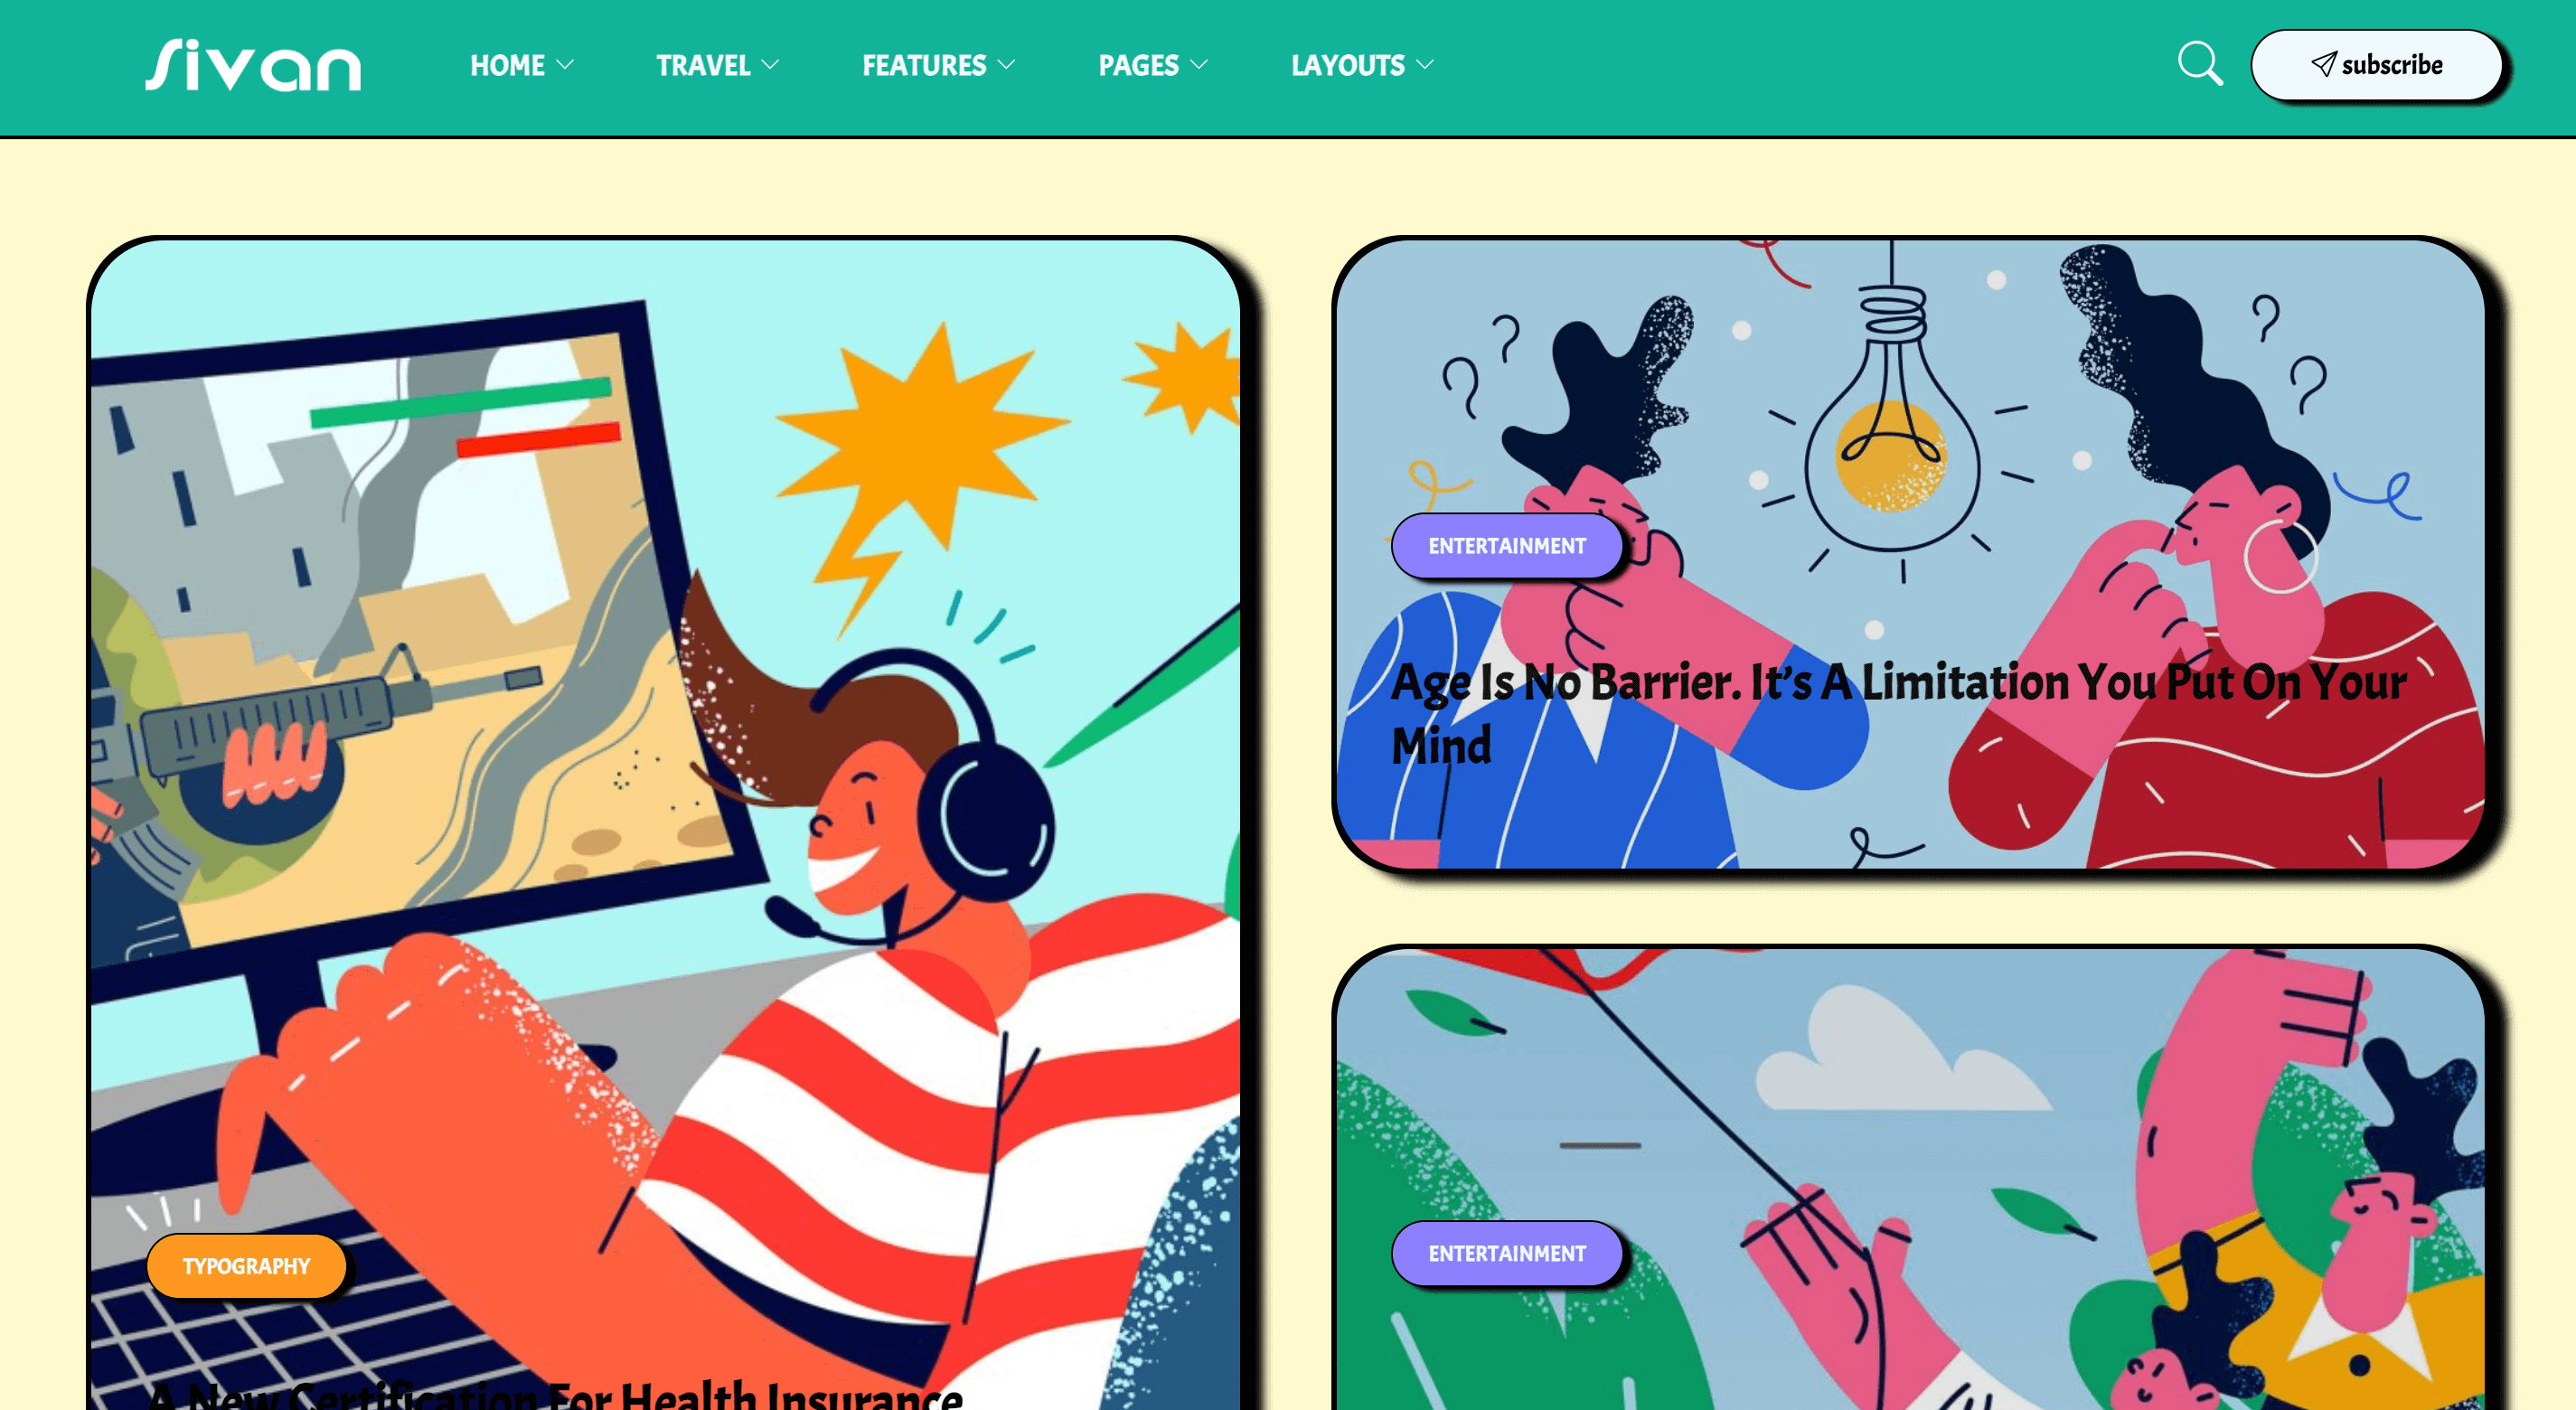 Sivan
HOME
TRAVEL
FEATURES
PAGES
LAYOUTS
subscribe
ENTERTAINMENT
Age Is No Barrier. It’s A Limitation You Put On Your
Mind
TYPOGRAPHY
A New Certification For Health Insurance
ENTERTAINMENT